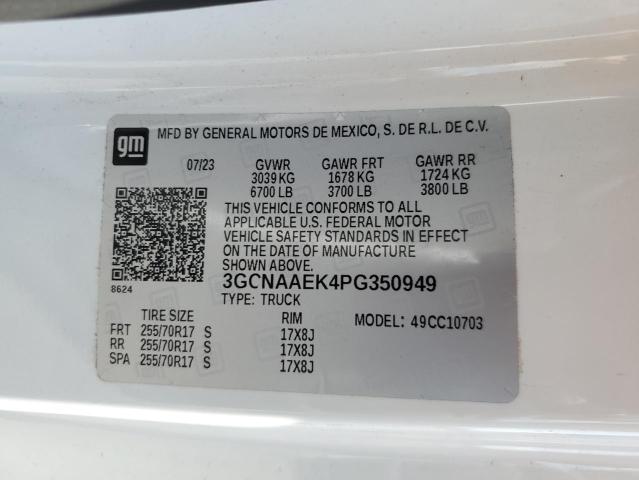 gm
MFD BY GENERAL MOTORS DE MEXICO, S. DE R.L. DE C.V.
07/23 GVWR GAWR FRT GAWR RR
3039 KG 1678 KG 1724 KG
6700 LB 3700 LB 3800 LB
THIS VEHICLE CONFORMS TO ALL
APPLICABLE U.S. FEDERAL MOTOR
VEHICLE SAFETY STANDARDS IN EFFECT
ON THE DATE OF MANUFACTURE
SHOWN ABOVE.
8624
3GCNAAEK4PG350949
TYPE: TRUCK
TIRE SIZE RIM MODEL: 49CC10703
FRT 255/70R17 S 17X8J
RR 255/70R17 S 17X8J
SPA 255/70R17 S 17X8J